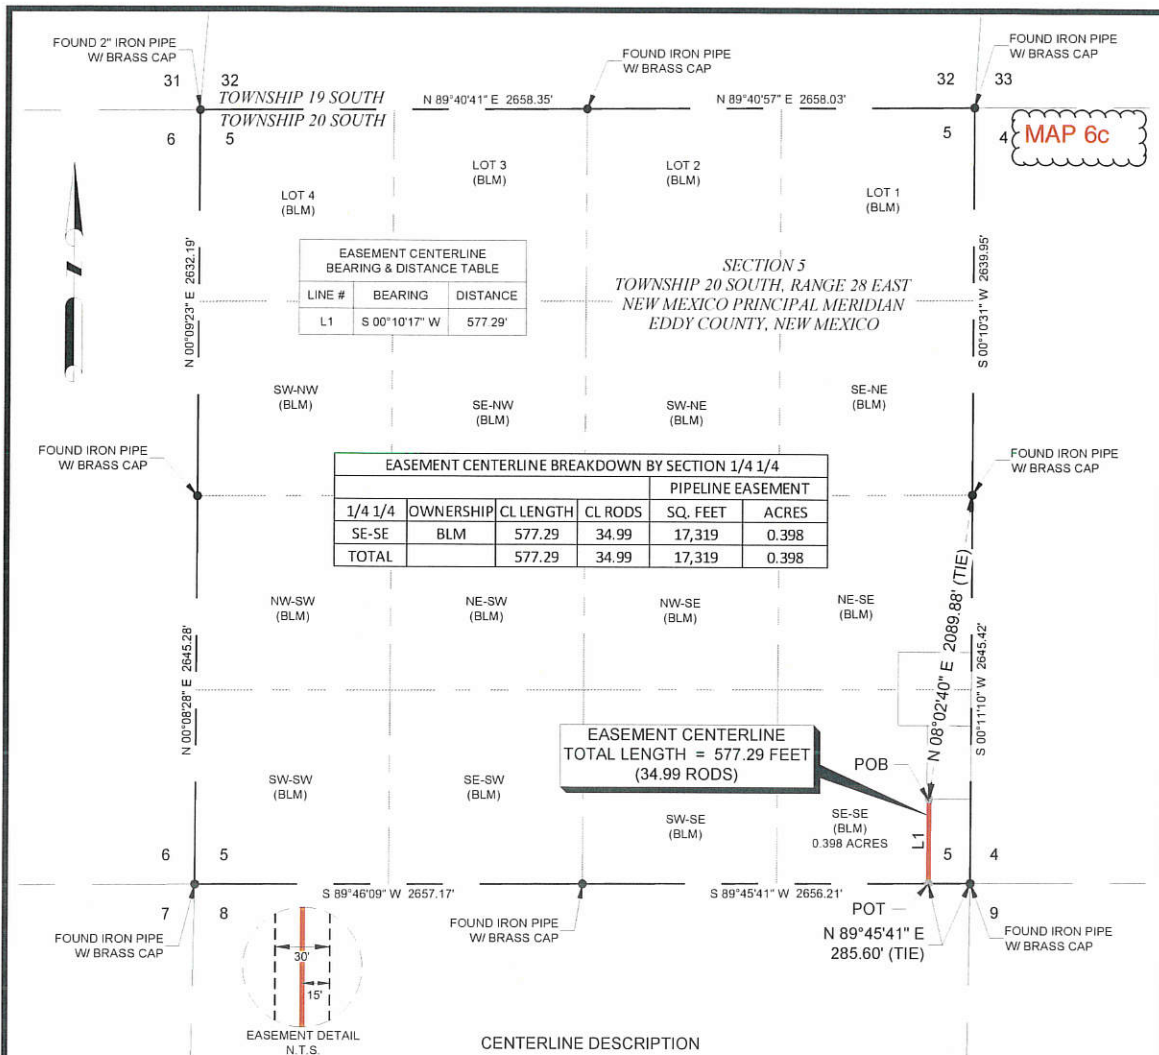 FOUND 2" IRON PIPE
W/ BRASS CAP
FOUND IRON PIPE
W/ BRASS CAP
FOUND IRON PIPE
W/ BRASS CAP
31 32
32 33
TOWNSHIP 19 SOUTH
TOWNSHIP 20 SOUTH
N 89°40'41" E 2658.35'
N 89°40'57" E 2658.03'
6 5
5 4
MAP 6c
LOT 4
(BLM)
LOT 3
(BLM)
LOT 2
(BLM)
LOT 1
(BLM)
N 00°09'23" E 2632.19'
EASEMENT CENTERLINE
BEARING & DISTANCE TABLE
LINE # BEARING DISTANCE
L1 S 00°10'17" W 577.29'
SECTION 5
TOWNSHIP 20 SOUTH, RANGE 28 EAST
NEW MEXICO PRINCIPAL MERIDIAN
EDDY COUNTY, NEW MEXICO
S 00°10'31" W 2639.95'
SW-NW
(BLM)
SE-NW
(BLM)
SW-NE
(BLM)
SE-NE
(BLM)
FOUND IRON PIPE
W/ BRASS CAP
FOUND IRON PIPE
W/ BRASS CAP
EASEMENT CENTERLINE BREAKDOWN BY SECTION 1/4 1/4
PIPELINE EASEMENT
1/4 1/4 OWNERSHIP CL LENGTH CL RODS SQ. FEET ACRES
SE-SE BLM 577.29 34.99 17,319 0.398
TOTAL 577.29 34.99 17,319 0.398
NW-SW
(BLM)
NE-SW
(BLM)
NW-SE
(BLM)
NE-SE
(BLM)
N 00°08'28" E 2645.28'
N 08°02'40" E 2089.88' (TIE)
S 00°11'10" W 2645.42'
EASEMENT CENTERLINE
TOTAL LENGTH = 577.29 FEET
(34.99 RODS)
POB
SW-SW
(BLM)
SE-SW
(BLM)
SW-SE
(BLM)
SE-SE
(BLM)
0.398 ACRES
L1
6 5
5 4
S 89°46'09" W 2657.17'
S 89°45'41" W 2656.21'
7 8
9
POT
N 89°45'41" E
285.60' (TIE)
FOUND IRON PIPE
W/ BRASS CAP
FOUND IRON PIPE
W/ BRASS CAP
FOUND IRON PIPE
W/ BRASS CAP
30'
15'
EASEMENT DETAIL
N.T.S.
CENTERLINE DESCRIPTION